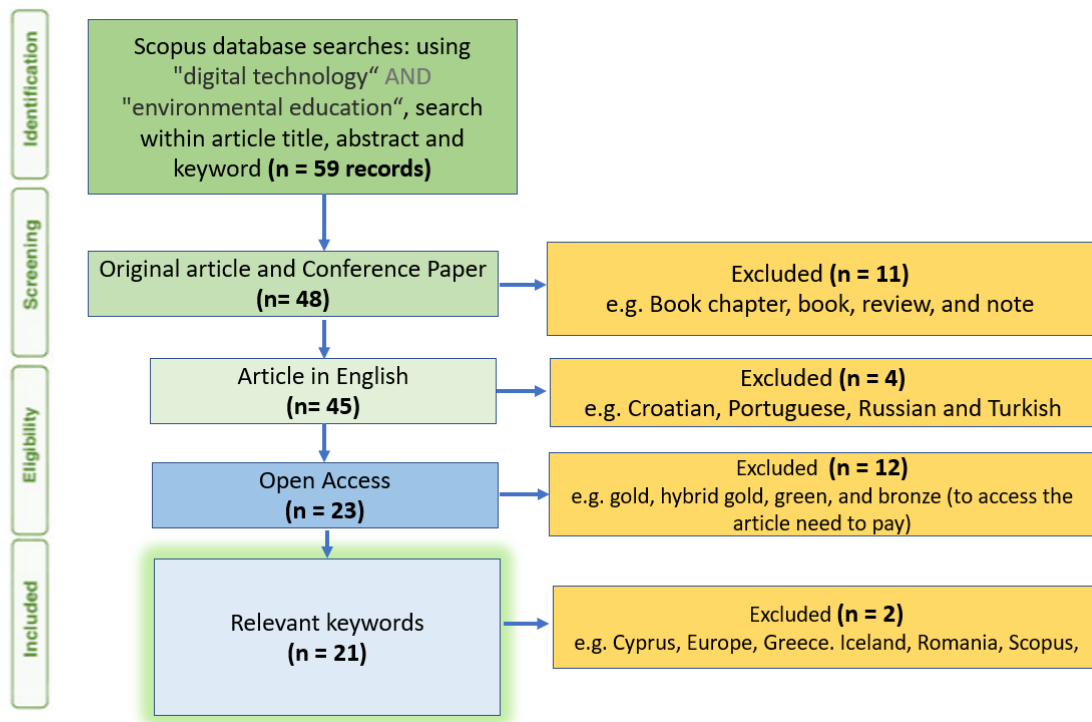 Identification
Scopus database searches: using
"digital technology“ AND
"environmental education“, search
within article title, abstract and
keyword (n = 59 records)
Screening
Original article and Conference Paper
(n= 48)
Excluded (n = 11)
e.g. Book chapter, book, review, and note
Eligibility
Article in English
(n= 45)
Excluded (n = 4)
e.g. Croatian, Portuguese, Russian and Turkish
Open Access
(n = 23)
Excluded (n = 12)
e.g. gold, hybrid gold, green, and bronze (to access the
article need to pay)
Included
Relevant keywords
(n = 21)
Excluded (n = 2)
e.g. Cyprus, Europe, Greece. Iceland, Romania, Scopus,